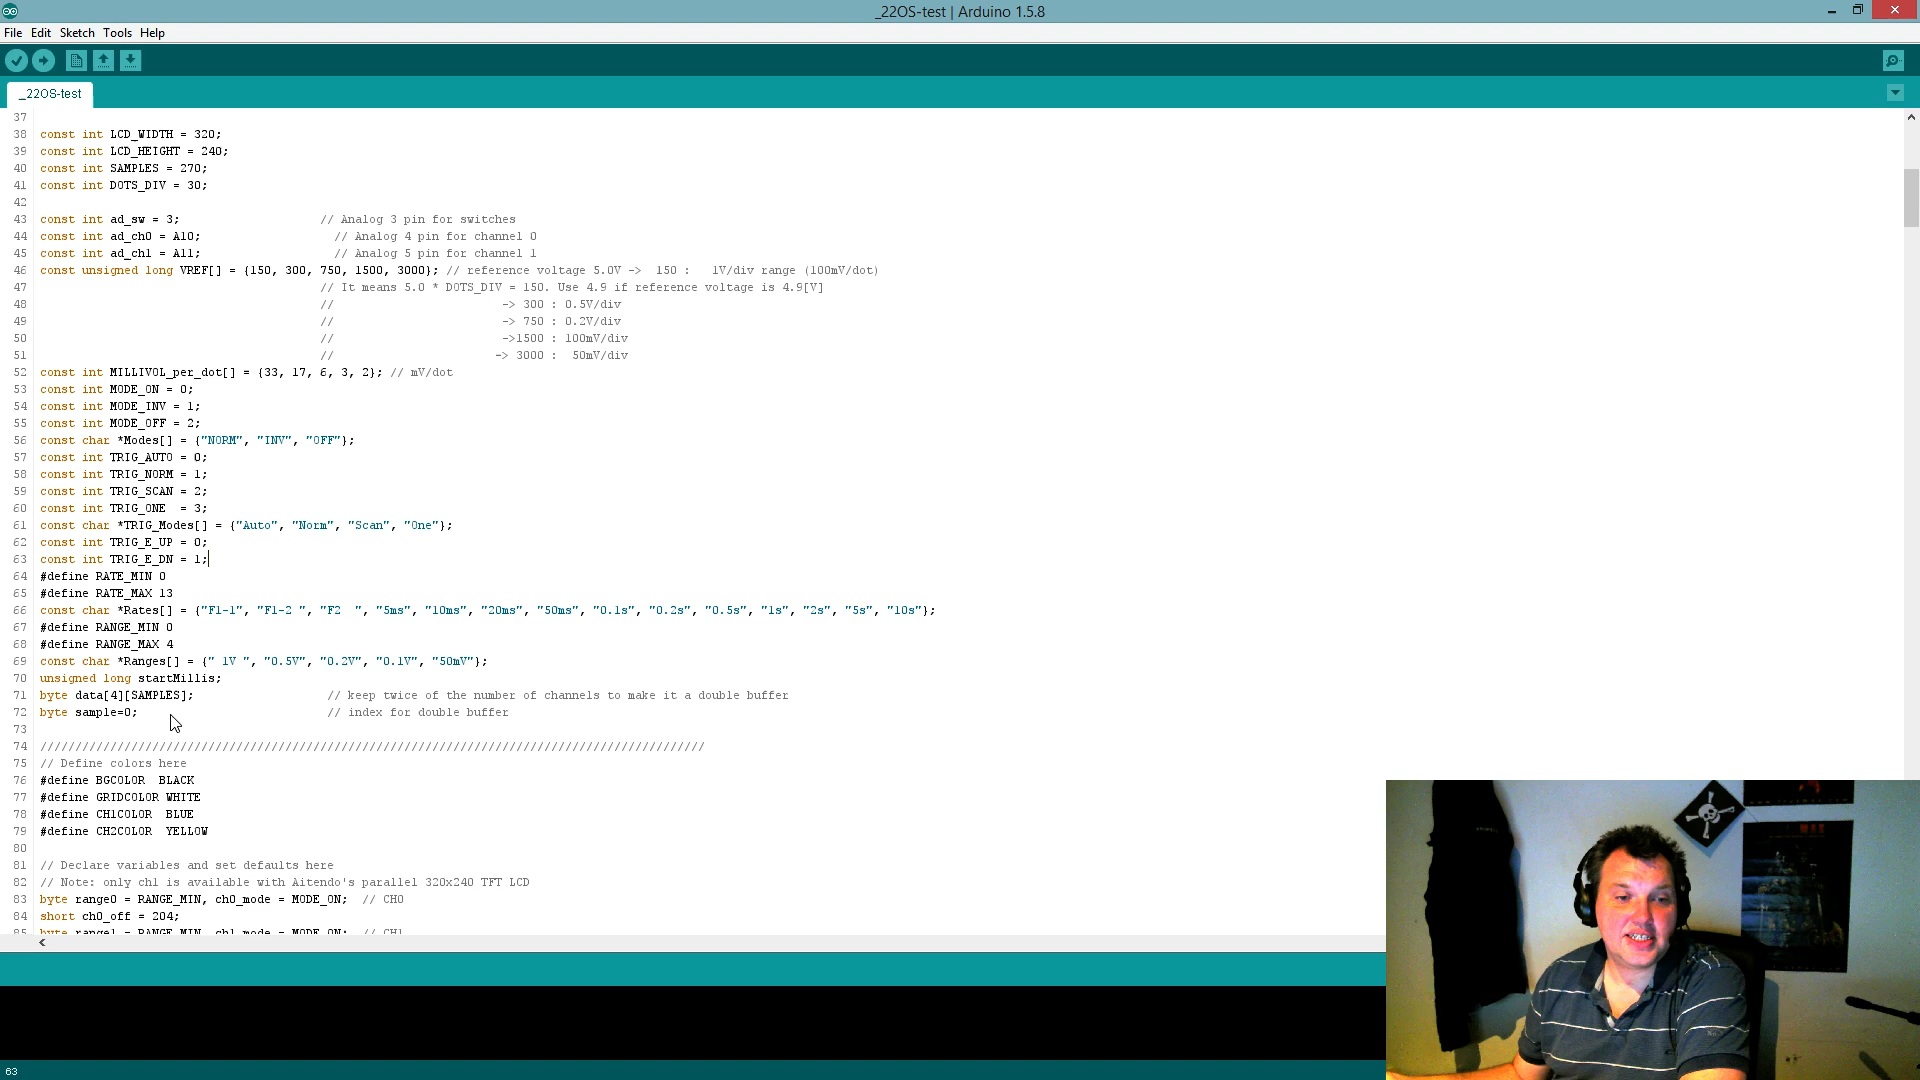 _22OS-test | Arduino 1.5.8
File Edit Sketch Tools Help
_22OS-test
37
38 const int LCD_WIDTH = 320;
39 const int LCD_HEIGHT = 240;
40 const int SAMPLES = 270;
41 const int DOTS_DIV = 30;
42
43 const int ad_sw = 3; // Analog 3 pin for switches
44 const int ad_ch0 = A10; // Analog 4 pin for channel 0
45 const int ad_ch1 = A11; // Analog 5 pin for channel 1
46 const unsigned long VREF[] = {150, 300, 750, 1500, 3000}; // reference voltage 5.0V -> 150 : 1V/div range (100mV/dot)
47 // It means 5.0 * DOTS_DIV = 150. Use 4.9 if reference voltage is 4.9[V]
48 // -> 300 : 0.5V/div
49 // -> 750 : 0.2V/div
50 // ->1500 : 100mV/div
51 // -> 3000 : 50mV/div
52 const int MILLIVOL_per_dot[] = {33, 17, 6, 3, 2}; // mV/dot
53 const int MODE_ON = 0;
54 const int MODE_INV = 1;
55 const int MODE_OFF = 2;
56 const char *Modes[] = {"NORM", "INV", "OFF"};
57 const int TRIG_AUTO = 0;
58 const int TRIG_NORM = 1;
59 const int TRIG_SCAN = 2;
60 const int TRIG_ONE  = 3;
61 const char *TRIG_Modes[] = {"Auto", "Norm", "Scan", "One"};
62 const int TRIG_E_UP = 0;
63 const int TRIG_E_DN = 1;
64 #define RATE_MIN 0
65 #define RATE_MAX 13
66 const char *Rates[] = {"F1-1", "F1-2 ", "F2  ", "5ms", "10ms", "20ms", "50ms", "0.1s", "0.2s", "0.5s", "1s", "2s", "5s", "10s"};
67 #define RANGE_MIN 0
68 #define RANGE_MAX 4
69 const char *Ranges[] = {" 1V ", "0.5V", "0.2V", "0.1V", "50mV"};
70 unsigned long startMillis;
71 byte data[4][SAMPLES]; // keep twice of the number of channels to make it a double buffer
72 byte sample=0; // index for double buffer
73
74 ///////////////////////////////////////////////////////////////////////////////////////////////
75 // Define colors here
76 #define BGCOLOR  BLACK
77 #define GRIDCOLOR WHITE
78 #define CH1COLOR  BLUE
79 #define CH2COLOR  YELLOW
80
81 // Declare variables and set defaults here
82 // Note: only ch1 is available with Aitendo's parallel 320x240 TFT LCD
83 byte range0 = RANGE_MIN, ch0_mode = MODE_ON;  // CH0
84 short ch0_off = 204;
85 byte range1 = RANGE_MIN, ch1_mode = MODE_ON;  // CH1
63